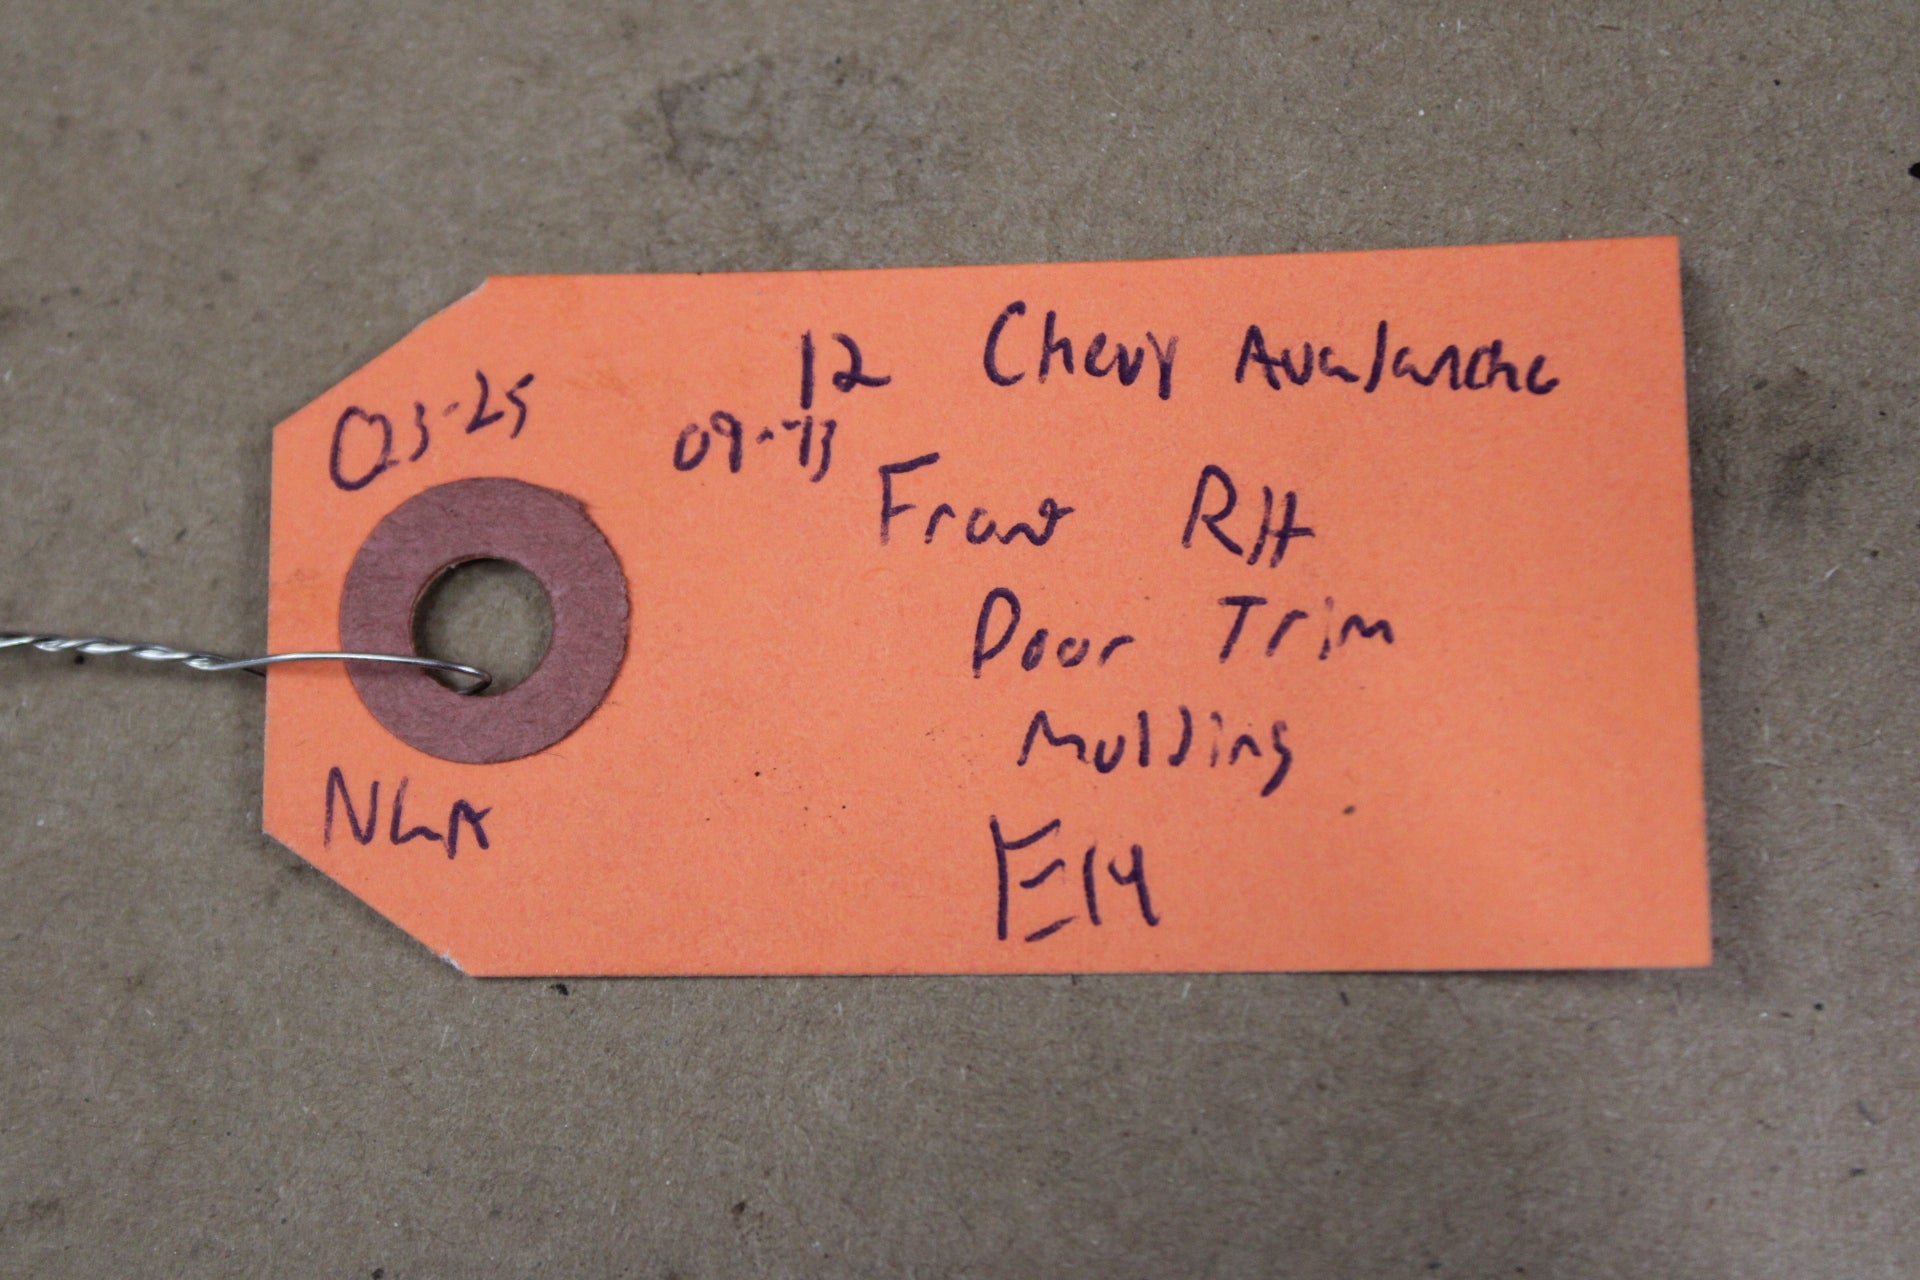 12 Chevy Avalanche
03-25
09-13
Front RH
Door Trim
Mulding
NLA
E14